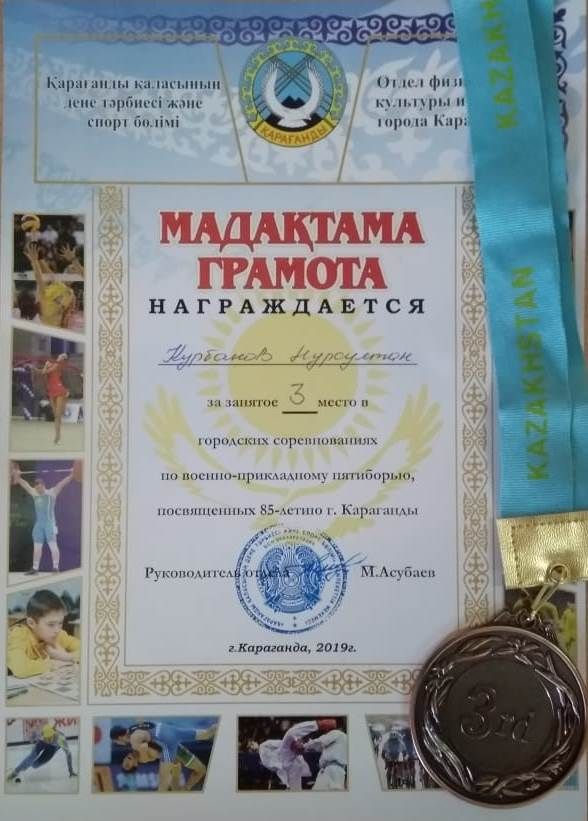 Қарағанды қаласының
дене тәрбиесі және
спорт бөлімі
ҚАРАҒАНДЫ
Отдел физ
культуры и
города Кара
МАДАҚТАМА
ГРАМОТА
НАГРАЖДАЕТСЯ
Курбанов Нурсултан
за занятое 3 место в
городских соревнованиях
по военно-прикладному пятиборью,
посвященных 85-летию г. Караганды
Руководитель отдела М.Асубаев
г.Караганда, 2019г.
KAZAKH
KAZAKHSTAN
3rd